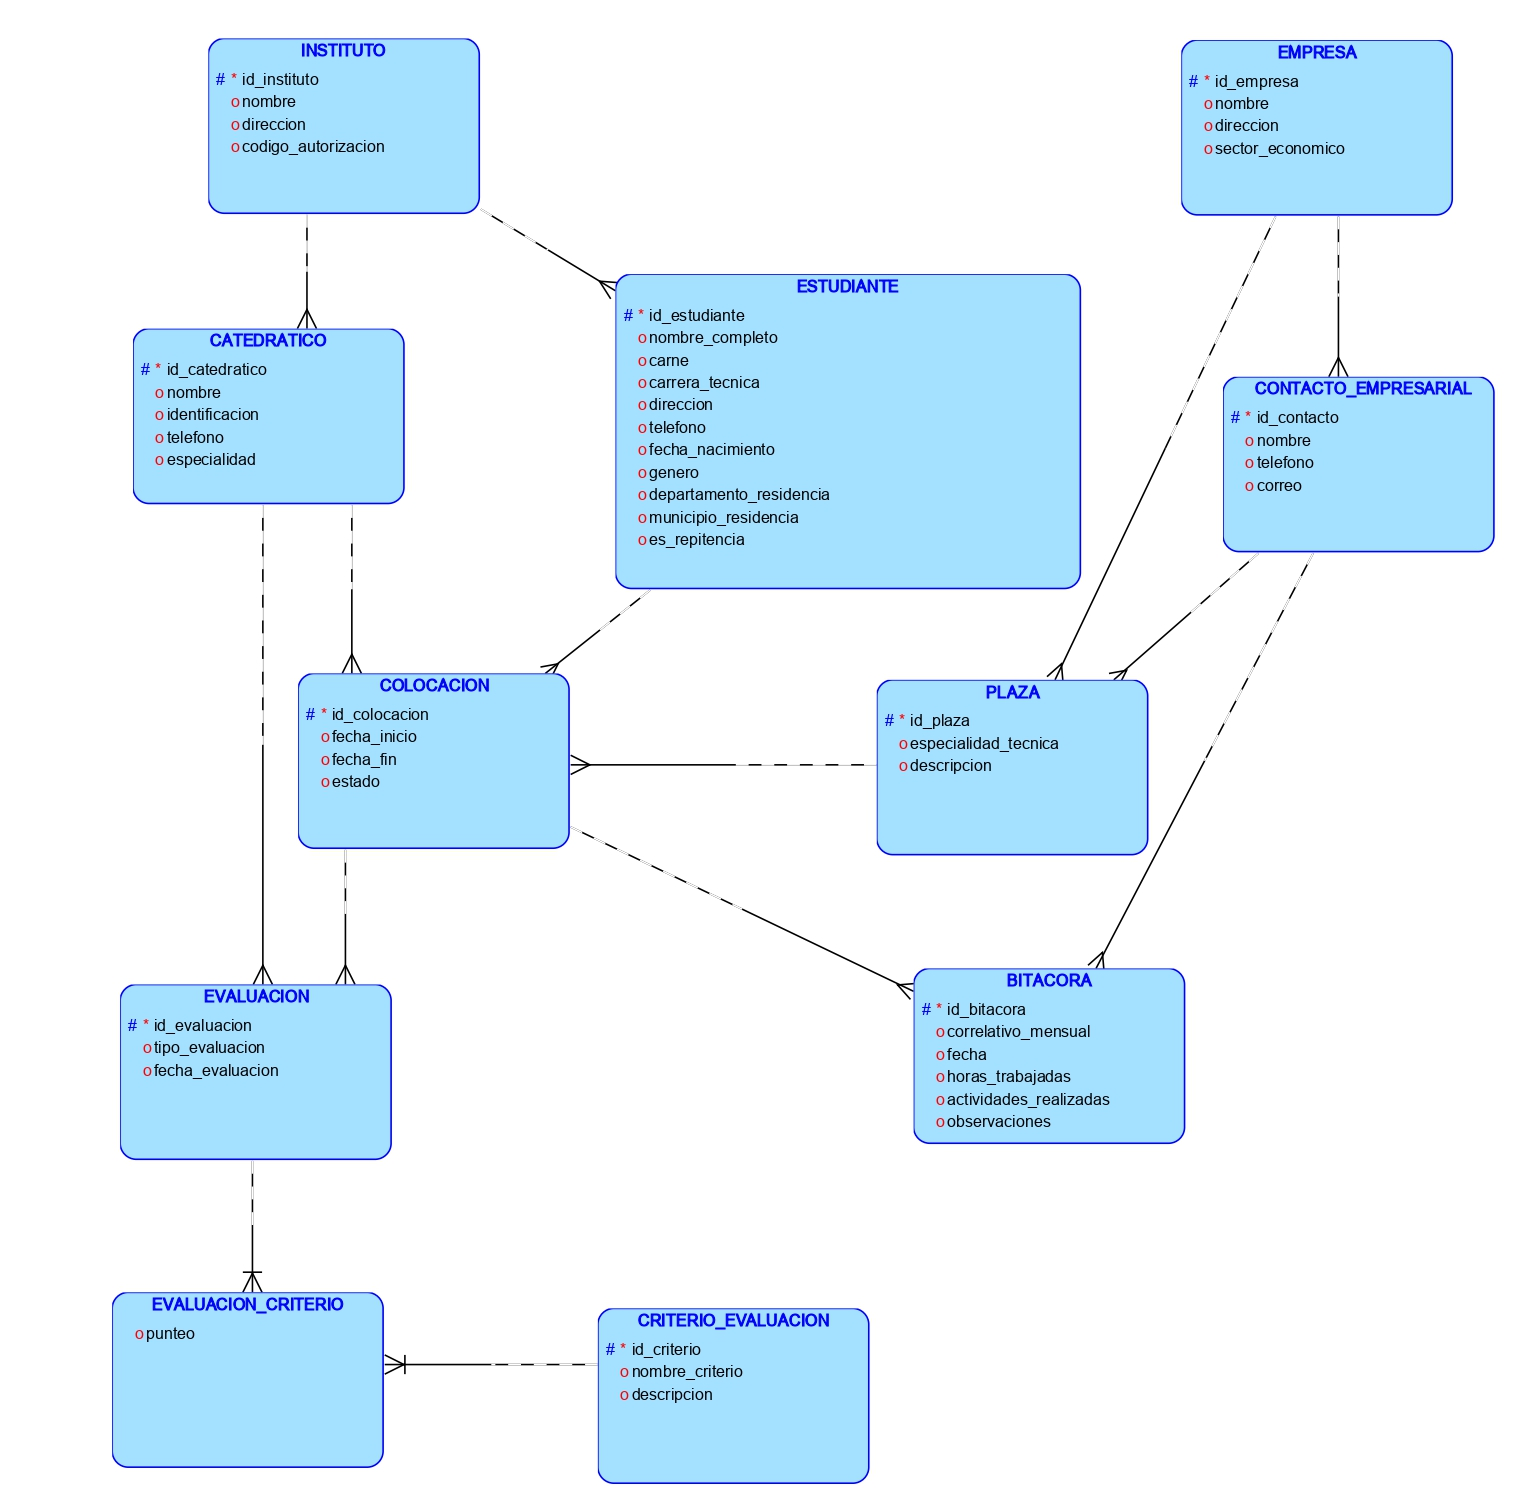 INSTITUTO
# * id_instituto
o nombre
o direccion
o codigo_autorizacion
EMPRESA
# * id_empresa
o nombre
o direccion
o sector_economico
ESTUDIANTE
# * id_estudiante
o nombre_completo
o carne
o carrera_tecnica
o direccion
o telefono
o fecha_nacimiento
o genero
o departamento_residencia
o municipio_residencia
o es_repitencia
CATEDRATICO
# * id_catedratico
o nombre
o identificacion
o telefono
o especialidad
CONTACTO_EMPRESARIAL
# * id_contacto
o nombre
o telefono
o correo
COLOCACION
# * id_colocacion
o fecha_inicio
o fecha_fin
o estado
PLAZA
# * id_plaza
o especialidad_tecnica
o descripcion
EVALUACION
# * id_evaluacion
o tipo_evaluacion
o fecha_evaluacion
BITACORA
# * id_bitacora
o correlativo_mensual
o fecha
o horas_trabajadas
o actividades_realizadas
o observaciones
EVALUACION_CRITERIO
o punteo
CRITERIO_EVALUACION
# * id_criterio
o nombre_criterio
o descripcion